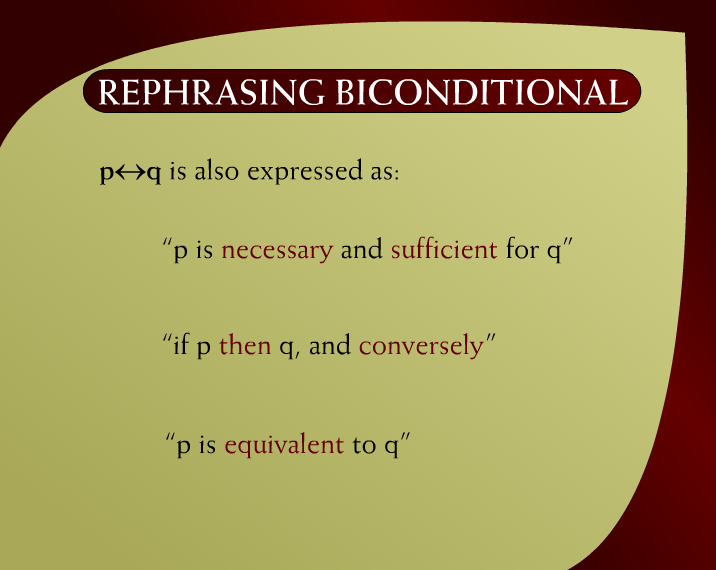 REPHRASING BICONDITIONAL
p↔q is also expressed as:
“p is necessary and sufficient for q”
“if p then q, and conversely”
“p is equivalent to q”